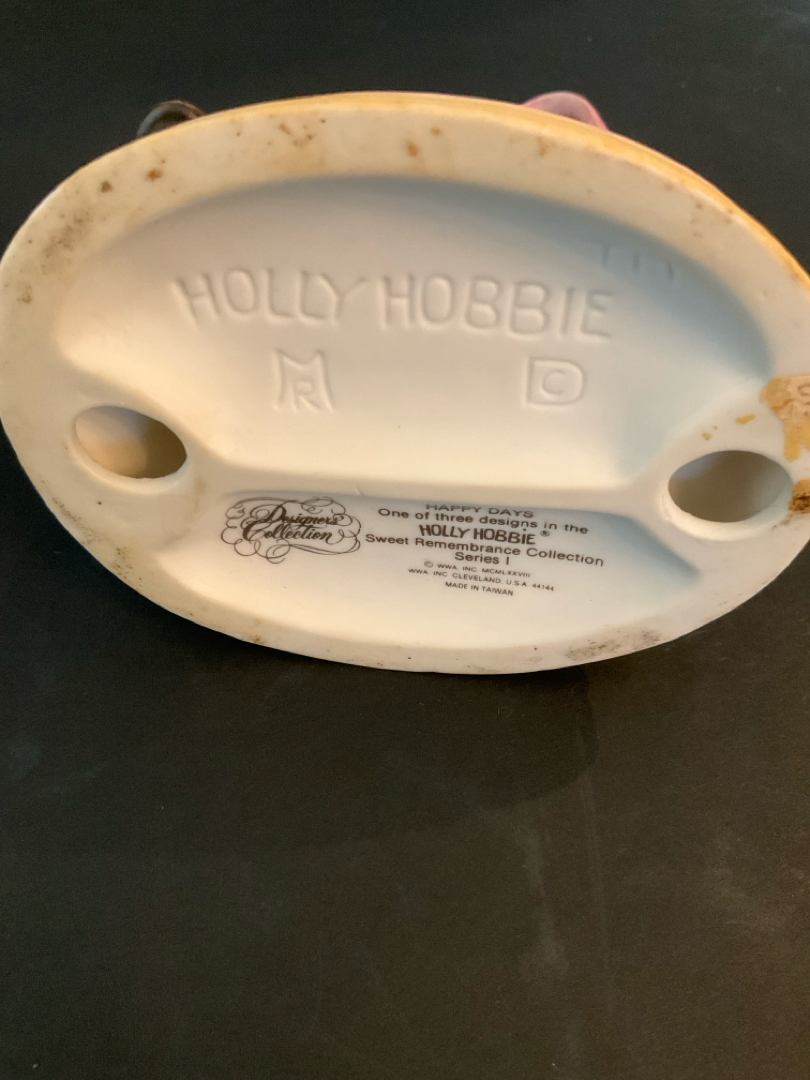 HOLLY HOBBIE
MR ©
Designers
Collection
HAPPY DAYS
One of three designs in the
HOLLY HOBBIE®
Sweet Remembrance Collection
Series I
© WWA, INC. MCMLXXVIII
WWA, INC. CLEVELAND, U.S.A. 44144
MADE IN TAIWAN